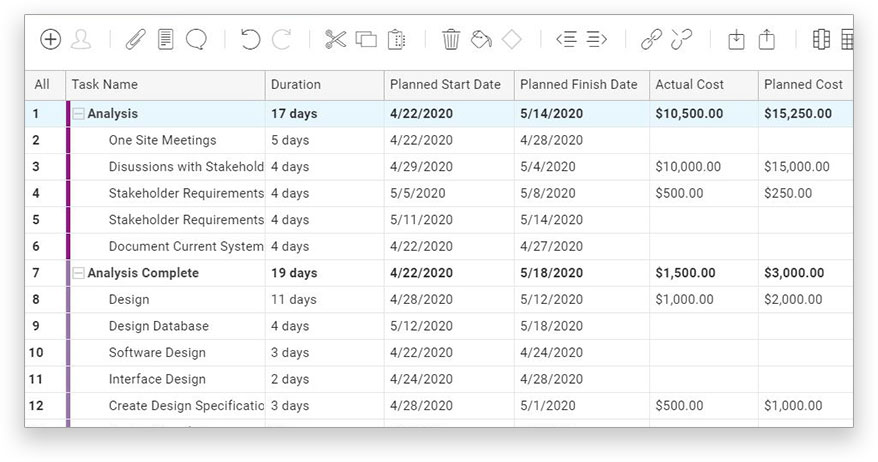 All Task Name Duration Planned Start Date Planned Finish Date Actual Cost Planned Cost
1 Analysis 17 days 4/22/2020 5/14/2020 $10,500.00 $15,250.00
2 One Site Meetings 5 days 4/22/2020 4/28/2020
3 Disussions with Stakehold 4 days 4/29/2020 5/4/2020 $10,000.00 $15,000.00
4 Stakeholder Requirements 4 days 5/5/2020 5/8/2020 $500.00 $250.00
5 Stakeholder Requirements 4 days 5/11/2020 5/14/2020
6 Document Current System 4 days 4/22/2020 4/27/2020
7 Analysis Complete 19 days 4/22/2020 5/18/2020 $1,500.00 $3,000.00
8 Design 11 days 4/28/2020 5/12/2020 $1,000.00 $2,000.00
9 Design Database 4 days 5/12/2020 5/18/2020
10 Software Design 3 days 4/22/2020 4/24/2020
11 Interface Design 2 days 4/24/2020 4/28/2020
12 Create Design Specificatio 3 days 4/28/2020 5/1/2020 $500.00 $1,000.00